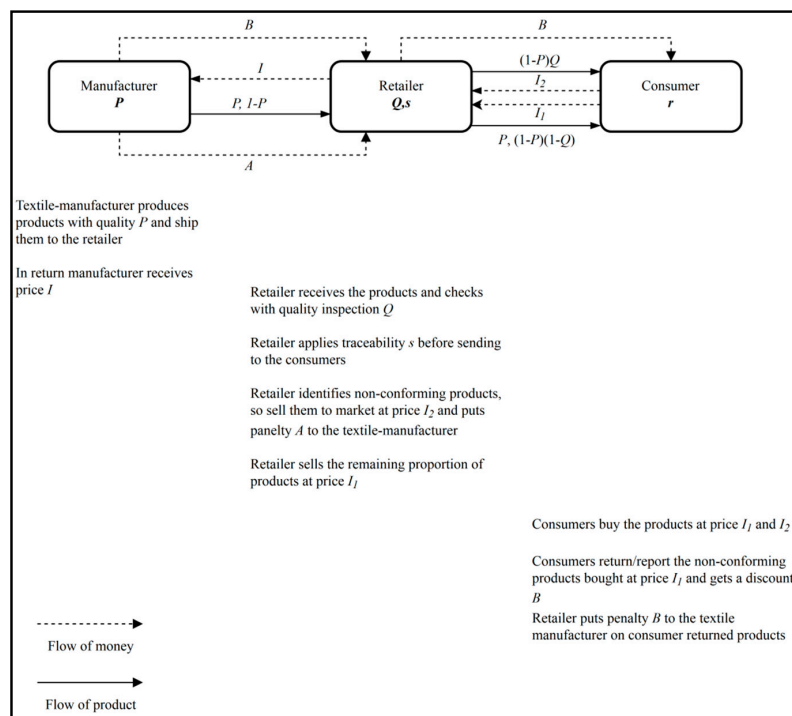 B
B
I
(1-P)Q
I2
Manufacturer
P
Retailer
Q,s
Consumer
r
P, 1-P
I1
P, (1-P)(1-Q)
A
Textile-manufacturer produces
products with quality P and ship
them to the retailer
In return manufacturer receives
price I
Retailer receives the products and checks
with quality inspection Q
Retailer applies traceability s before sending
to the consumers
Retailer identifies non-conforming products,
so sell them to market at price I2 and puts
panelty A to the textile-manufacturer
Retailer sells the remaining proportion of
products at price I1
Consumers buy the products at price I1 and I2
Consumers return/report the non-conforming
products bought at price I1 and gets a discount
B
Retailer puts penalty B to the textile
manufacturer on consumer returned products
Flow of money
Flow of product